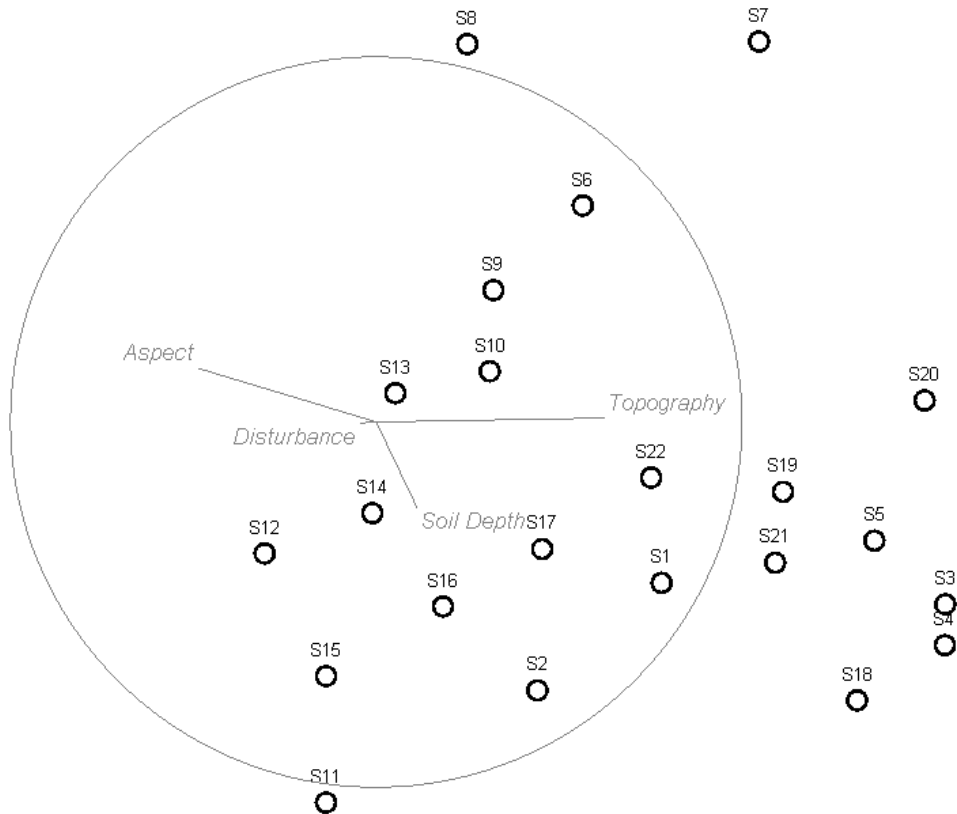 S8
S7
S6
S9
Aspect
S10
S13
S20
Topography
Disturbance
S22
S19
S14
Soil Depth
S17
S5
S12
S21
S1
S16
S3
S4
S15
S2
S18
S11